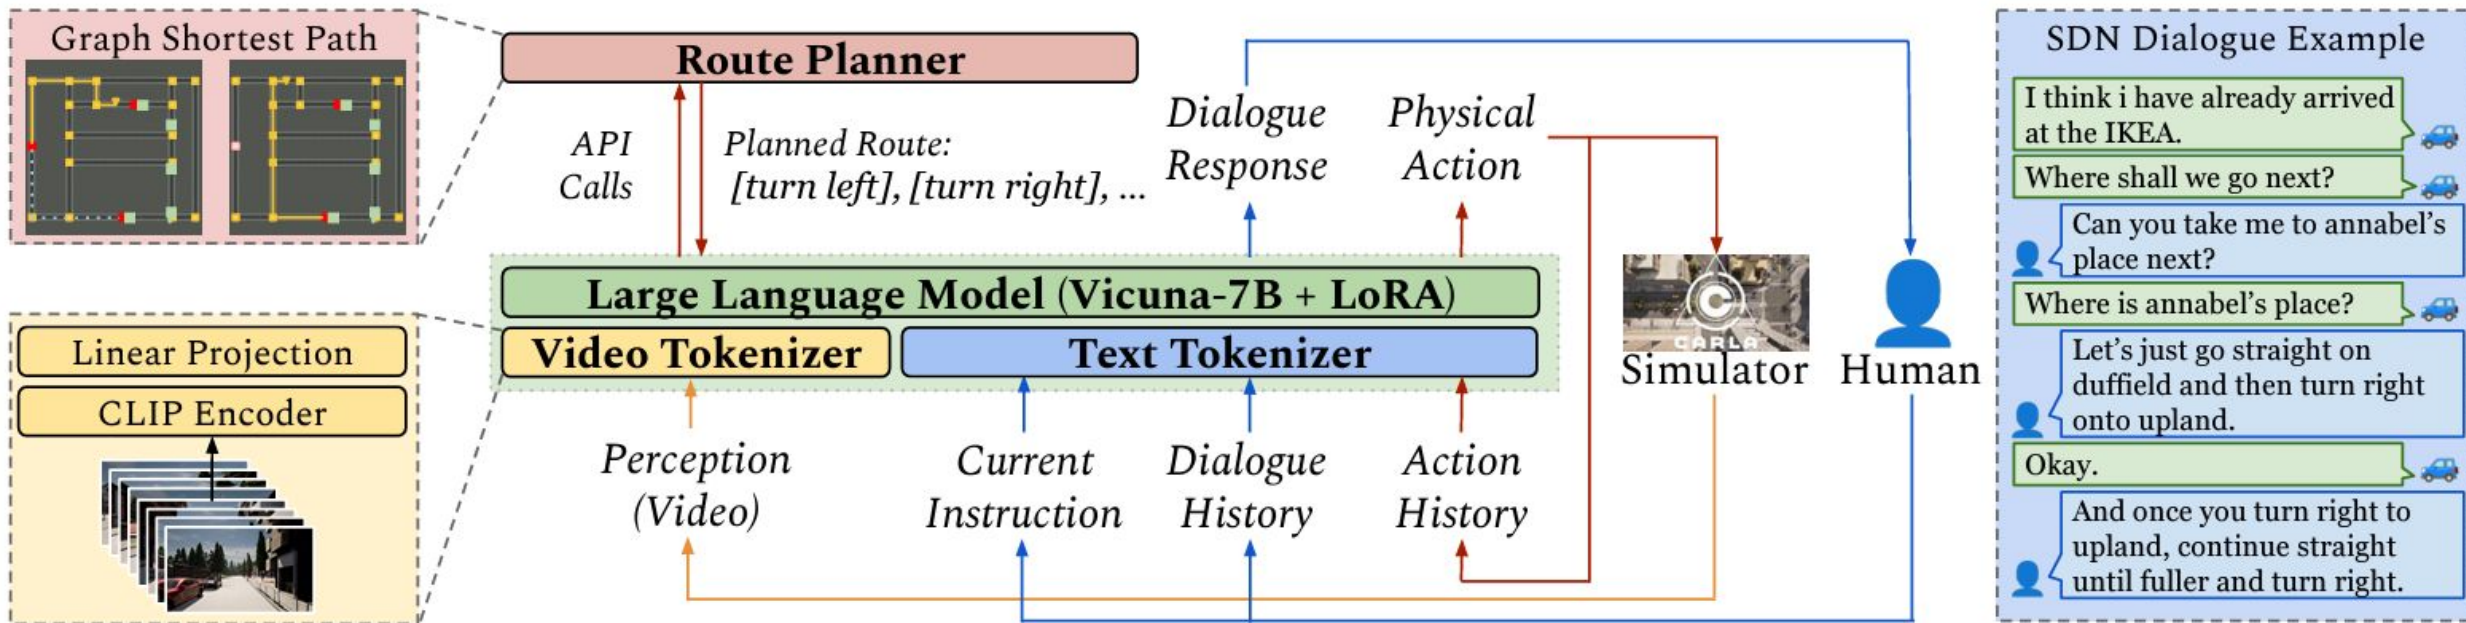 Graph Shortest Path
Route Planner
API
Calls
Planned Route:
[turn left], [turn right], ...
Dialogue
Response
Physical
Action
Large Language Model (Vicuna-7B + LoRA)
Video Tokenizer
Text Tokenizer
Linear Projection
CLIP Encoder
Perception
(Video)
Current
Instruction
Dialogue
History
Action
History
CARLA
Simulator
Human
SDN Dialogue Example
I think i have already arrived
at the IKEA.
Where shall we go next?
Can you take me to annabel's
place next?
Where is annabel's place?
Let's just go straight on
duffield and then turn right
onto upland.
Okay.
And once you turn right to
upland, continue straight
until fuller and turn right.